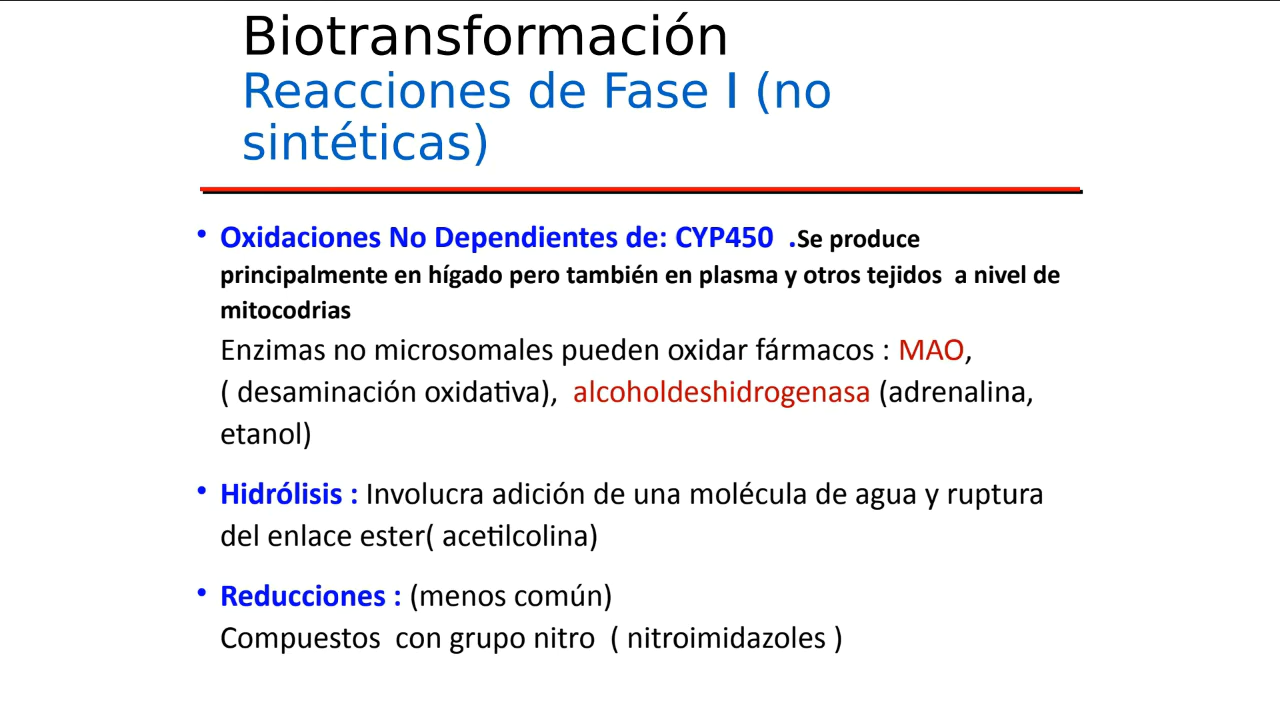 Biotransformación
Reacciones de Fase I (no
sintéticas)
• Oxidaciones No Dependientes de: CYP450  .Se produce
principalmente en hígado pero también en plasma y otros tejidos  a nivel de
mitocodrias
Enzimas no microsomales pueden oxidar fármacos : MAO,
( desaminación oxidativa),  alcoholdeshidrogenasa (adrenalina,
etanol)
• Hidrólisis : Involucra adición de una molécula de agua y ruptura
del enlace ester( acetilcolina)
• Reducciones : (menos común)
Compuestos  con grupo nitro  ( nitroimidazoles )